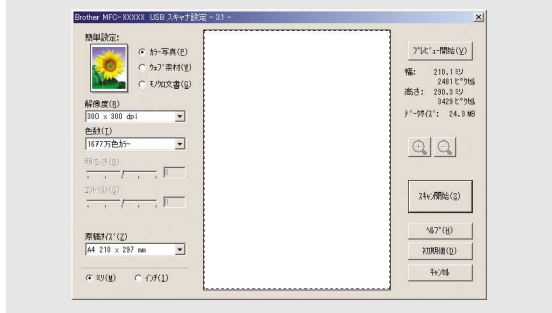 Brother MFC-XXXXX USB スキャナ設定 - 3.1 -
簡単設定:
ｶﾗｰ写真(P)
ｳｪﾌﾞ素材(W)
ﾓﾉｸﾛ文書(G)
解像度(R)
300 x 300 dpi
色数(T)
1677万色ｶﾗｰ
明るさ(B)
0
ｺﾝﾄﾗｽﾄ(C)
0
原稿ｻｲｽﾞ(Z)
A4 210 x 297 mm
ﾐﾘ(M)
ｲﾝﾁ(I)
ﾌﾟﾚﾋﾞｭｰ開始(V)
幅: 210.1 ﾐﾘ
2481 ﾋﾟｸｾﾙ
高さ: 290.3 ﾐﾘ
3429 ﾋﾟｸｾﾙ
ﾃﾞｰﾀｻｲｽﾞ: 24.3 MB
ｽｷｬﾝ開始(S)
ﾍﾙﾌﾟ(H)
初期値(D)
ｷｬﾝｾﾙ